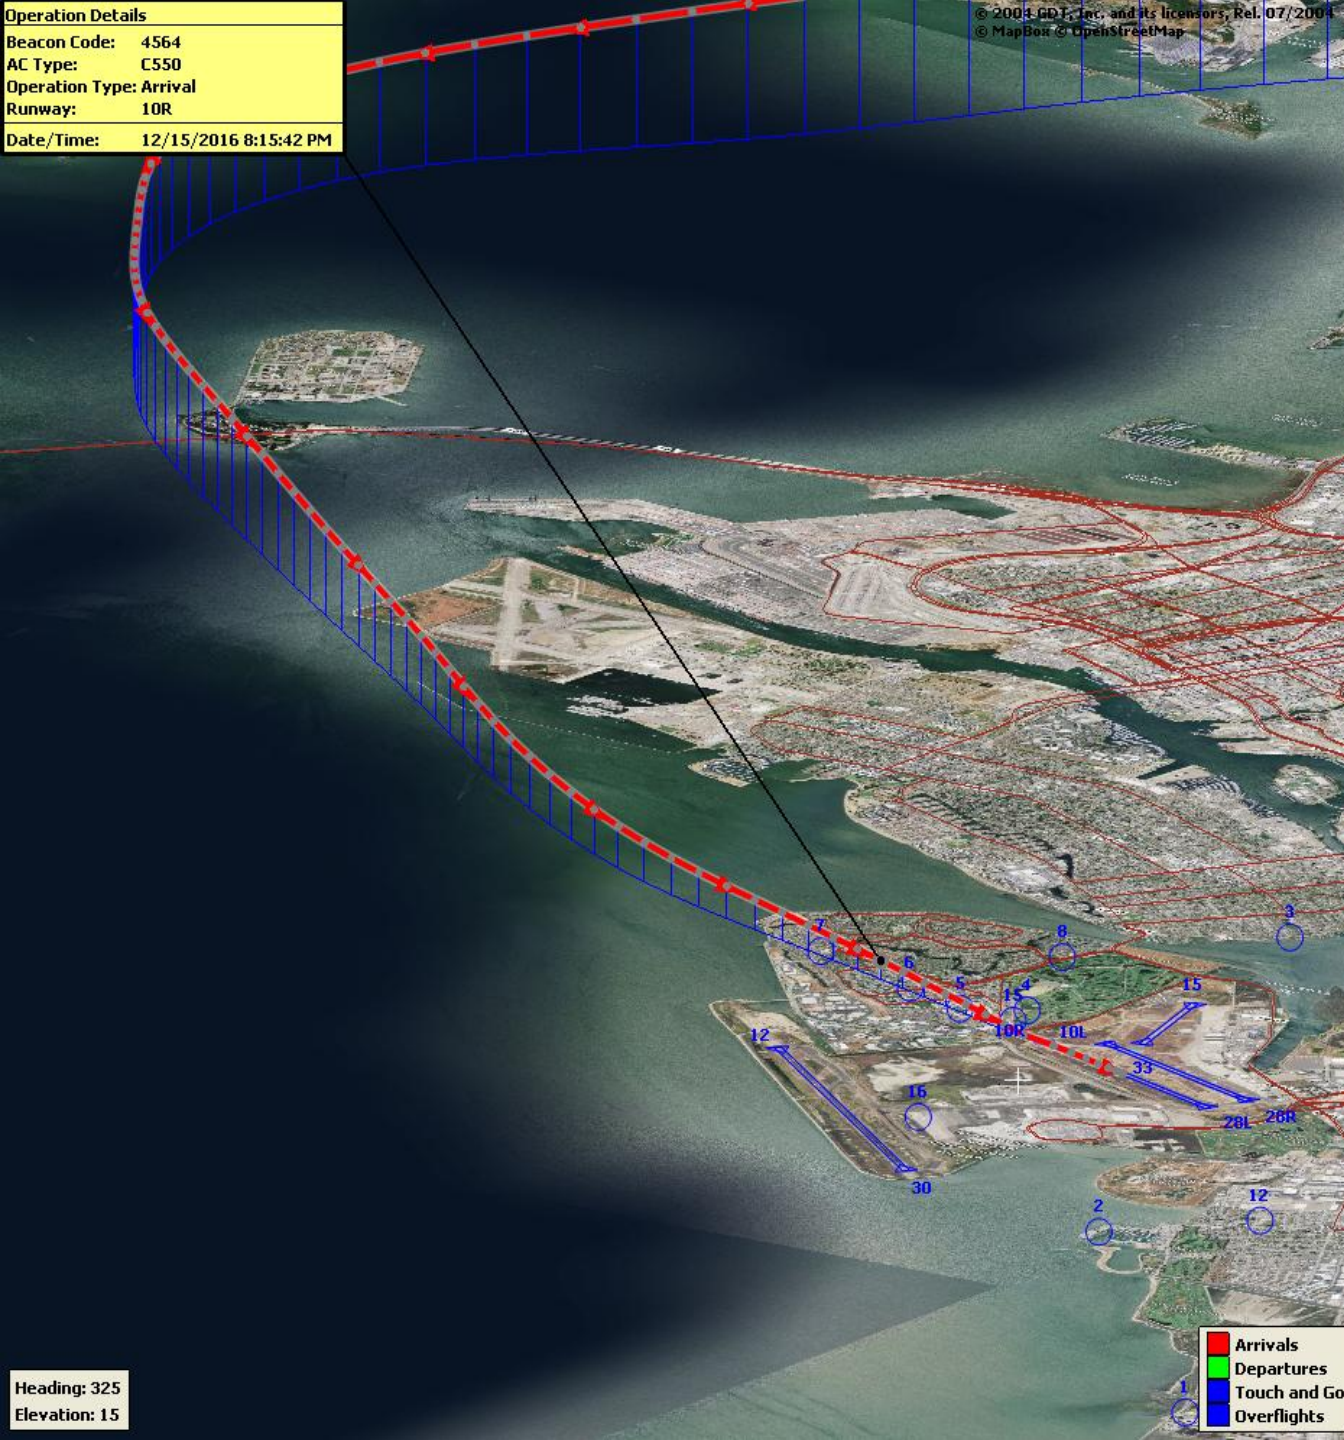 Operation Details
Beacon Code: 4564
AC Type: C550
Operation Type: Arrival
Runway: 10R
Date/Time: 12/15/2016 8:15:42 PM
© 2004 GDT, Inc. and its licensors, Rel. 07/2004
© MapBox © OpenStreetMap
3
7
8
6
5
4
15
15
10R
10L
12
33
16
28L
28R
30
2
12
1
Heading: 325
Elevation: 15
Arrivals
Departures
Touch and Go
Overflights